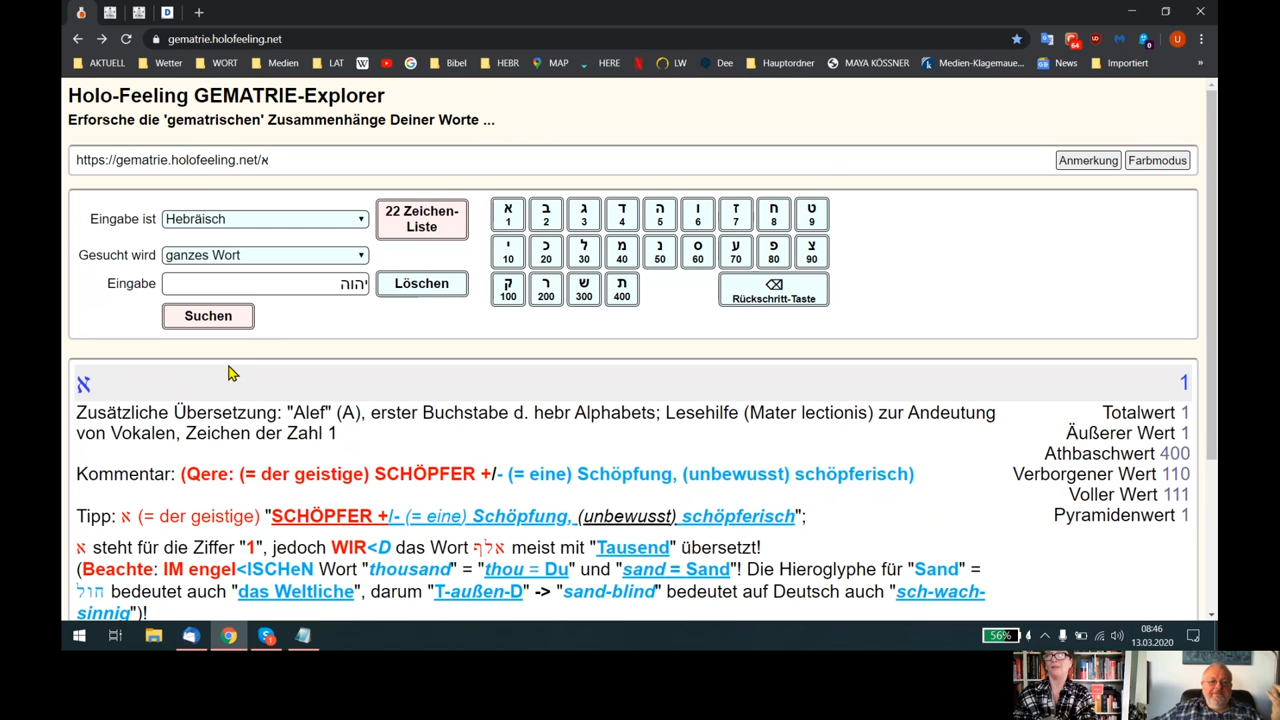 gematrie.holofeeling.net
64
0
U
AKTUELL
Wetter
WORT
Medien
LAT
W
G
Bibel
HEBR
MAP
HERE
LW
Dee
Hauptordner
MAYA KÖSSNER
Medien-Klagemaue...
News
Importiert
»
Holo-Feeling GEMATRIE-Explorer
Erforsche die 'gematrischen' Zusammenhänge Deiner Worte ...
https://gematrie.holofeeling.net/א
Anmerkung
Farbmodus
Eingabe ist Hebräisch
22 Zeichen-
Liste
Gesucht wird ganzes Wort
Eingabe יהוה
Löschen
Suchen
א ב ג ד ה ו ז ח ט
1 2 3 4 5 6 7 8 9
י כ ל מ נ ס ע פ צ
10 20 30 40 50 60 70 80 90
ק ר ש ת
100 200 300 400
Rückschritt-Taste
א 1
Zusätzliche Übersetzung: "Alef" (A), erster Buchstabe d. hebr Alphabets; Lesehilfe (Mater lectionis) zur Andeutung
von Vokalen, Zeichen der Zahl 1
Kommentar: (Qere: (= der geistige) SCHÖPFER +/- (= eine) Schöpfung, (unbewusst) schöpferisch)
Tipp: א (= der geistige) "SCHÖPFER +/- (= eine) Schöpfung, (unbewusst) schöpferisch";
א steht für die Ziffer "1", jedoch WIR<D das Wort אלף meist mit "Tausend" übersetzt!
(Beachte: IM engel<ISCHeN Wort "thousand" = "thou = Du" und "sand = Sand"! Die Hieroglyphe für "Sand" =
חול bedeutet auch "das Weltliche", darum "T-außen-D" -> "sand-blind" bedeutet auf Deutsch auch "sch-wach-
sinnig")!
Totalwert 1
Äußerer Wert 1
Athbaschwert 400
Verborgener Wert 110
Voller Wert 111
Pyramidenwert 1
56%
08:46
13.03.2020